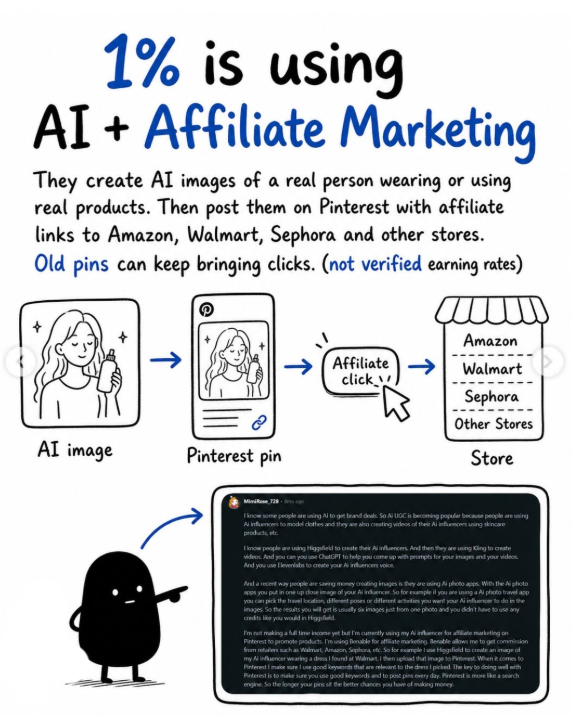 1% is using
AI + Affiliate Marketing
They create AI images of a real person wearing or using
real products. Then post them on Pinterest with affiliate
links to Amazon, Walmart, Sephora and other stores.
Old pins can keep bringing clicks. (not verified earning rates)
AI image
Pinterest pin
Affiliate
click
Amazon
Walmart
Sephora
Other Stores
Store
MimiRose_728 • 8mo ago
I know some people are using AI to get brand deals. So Ai UGC is becoming popular because people are using
Ai influencers to model clothes and they are also creating videos of their Ai influencers using skincare
products, etc.
I know people are using Higgsfield to create their Ai influencers. And then they are using Kling to create
videos. And you can you use ChatGPT to help you come up with prompts for your images and your videos.
And you use Elevenlabs to create your Ai influencers voice.
And a recent way people are saving money creating images is they are using Ai photo apps. With the Ai photo
apps you put in one up close image of your Ai Influencer. So for example if you are using a Ai photo travel app
you can pick the travel location, different poses or different activities you want your Ai influencer to do in the
images. So the results you will get is usually six images just from one photo and you didn't have to use any
credits like you would in Higgsfield.
I'm not making a full time income yet but I'm currently using my Ai influencer for affiliate marketing on
Pinterest to promote products. I'm using Benable for affiliate marketing. Benable allows me to get commission
from retailers such as Walmart, Amazon, Sephora, etc. So for example I use Higgsfield to create an image of
my Ai influencer wearing a dress I found at Walmart, I then upload that image to Pinterest. When it comes to
Pinterest I make sure I use good keywords that are relevant to the dress I picked. The key to doing well with
Pinterest is to make sure you use good keywords and to post pins every day. Pinterest is more like a search
engine. So the longer your pins sit the better chances you have of making money.